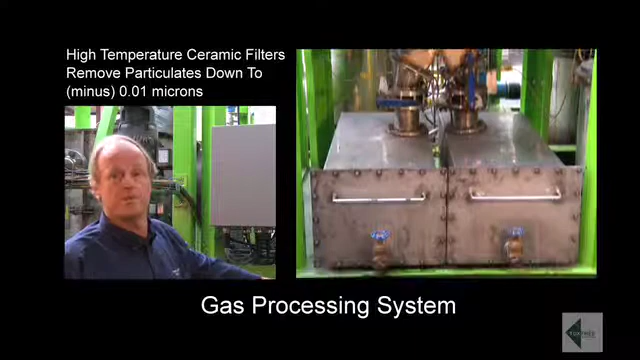 High Temperature Ceramic Filters
Remove Particulates Down To
(minus) 0.01 microns
Gas Processing System